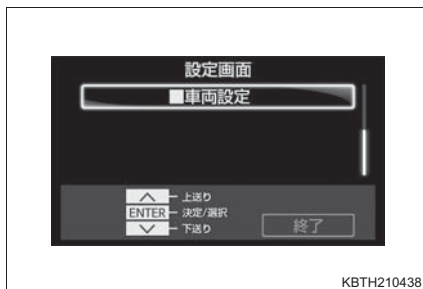 設定画面
■車両設定
上送り
ENTER 決定/選択
下送り
終了
KBTH210438